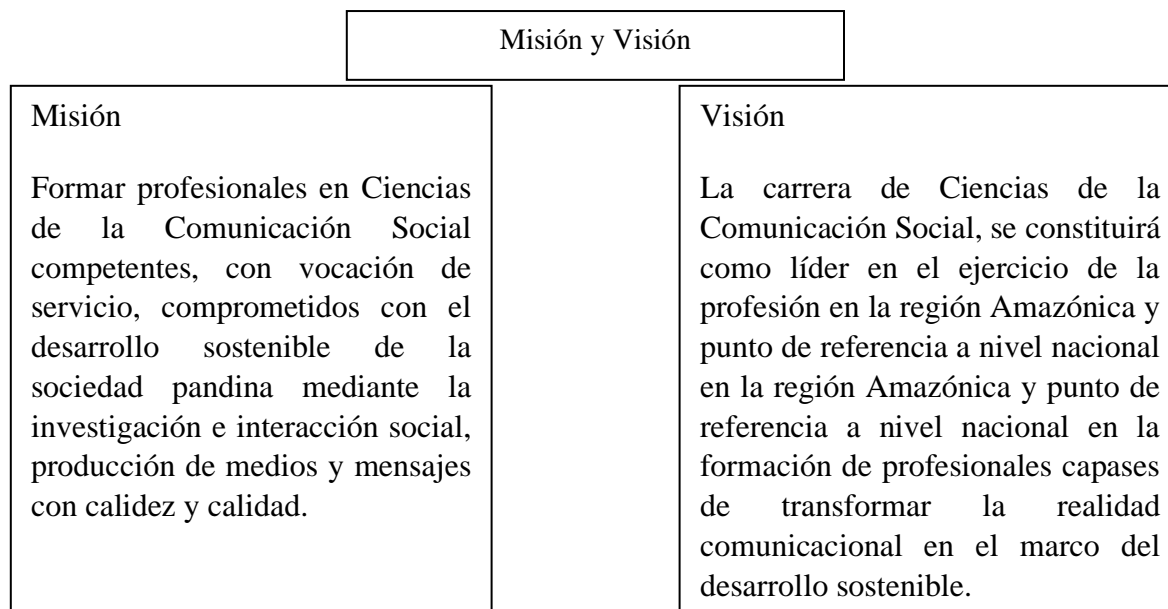 Misión y Visión
Misión
Formar profesionales en Ciencias
de la Comunicación Social
competentes, con vocación de
servicio, comprometidos con el
desarrollo sostenible de la
sociedad pandina mediante la
investigación e interacción social,
producción de medios y mensajes
con calidez y calidad.
Visión
La carrera de Ciencias de la
Comunicación Social, se constituirá
como líder en el ejercicio de la
profesión en la región Amazónica y
punto de referencia a nivel nacional
en la región Amazónica y punto de
referencia a nivel nacional en la
formación de profesionales capases
de transformar la realidad
comunicacional en el marco del
desarrollo sostenible.